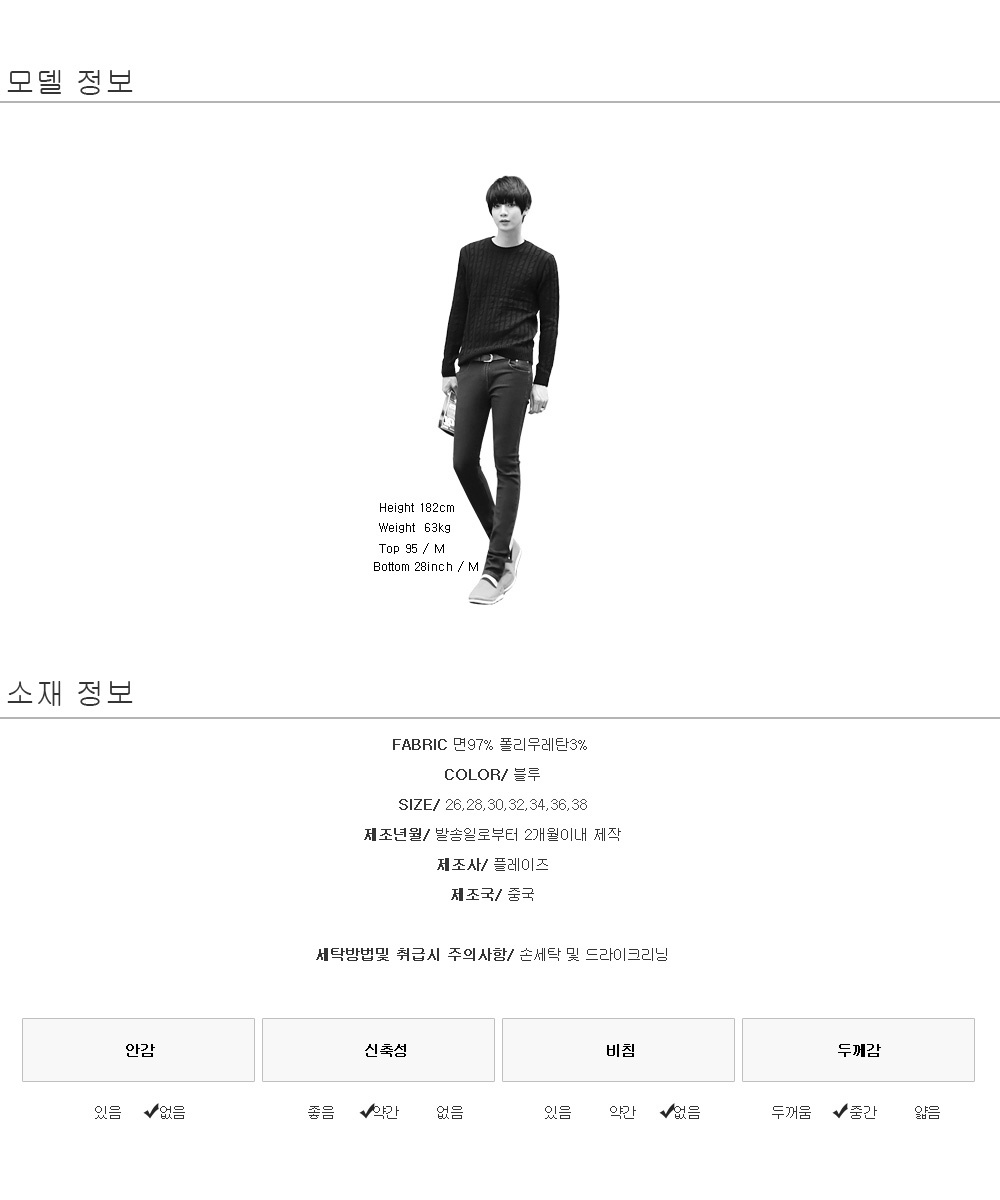 모델 정보
Height 182cm
Weight 63kg
Top 95 / M
Bottom 28inch / M
소재 정보
FABRIC 면97% 폴리우레탄3%
COLOR/ 블루
SIZE/ 26,28,30,32,34,36,38
제조년월/ 발송일로부터 2개월이내 제작
제조사/ 플레이즈
제조국/ 중국
세탁방법및 취급시 주의사항/ 손세탁 및 드라이크리닝
안감 신축성 비침 두께감
있음 ✔없음 좋음 ✔약간 없음 있음 약간 ✔없음 두꺼움 ✔중간 얇음